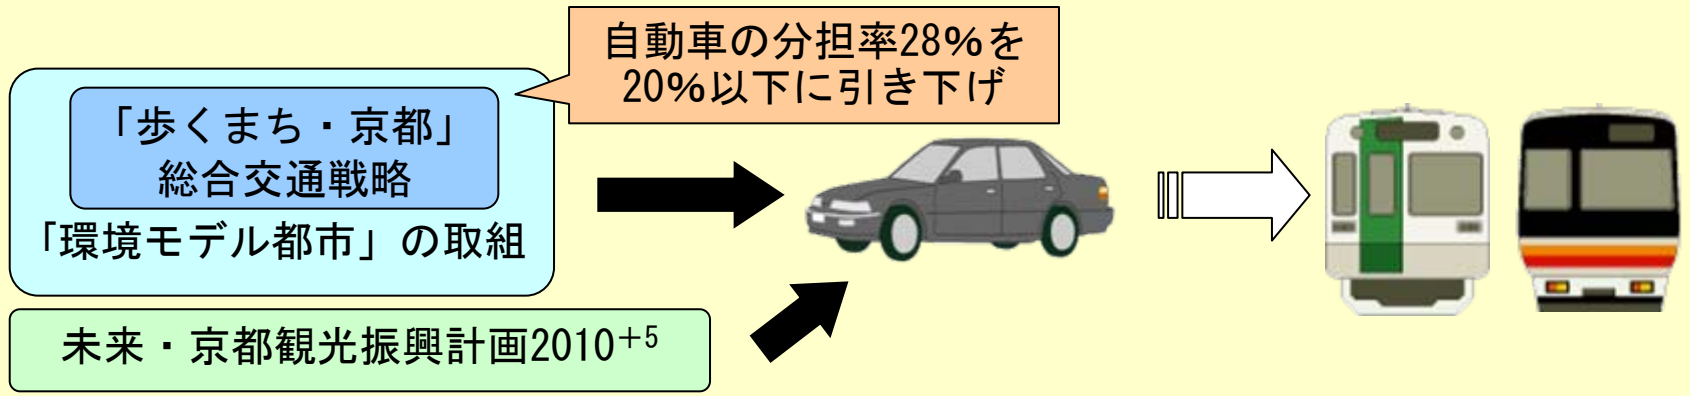 自動車の分担率28%を
20%以下に引き下げ
「歩くまち・京都」
総合交通戦略
「環境モデル都市」の取組
未来・京都観光振興計画2010⁺⁵